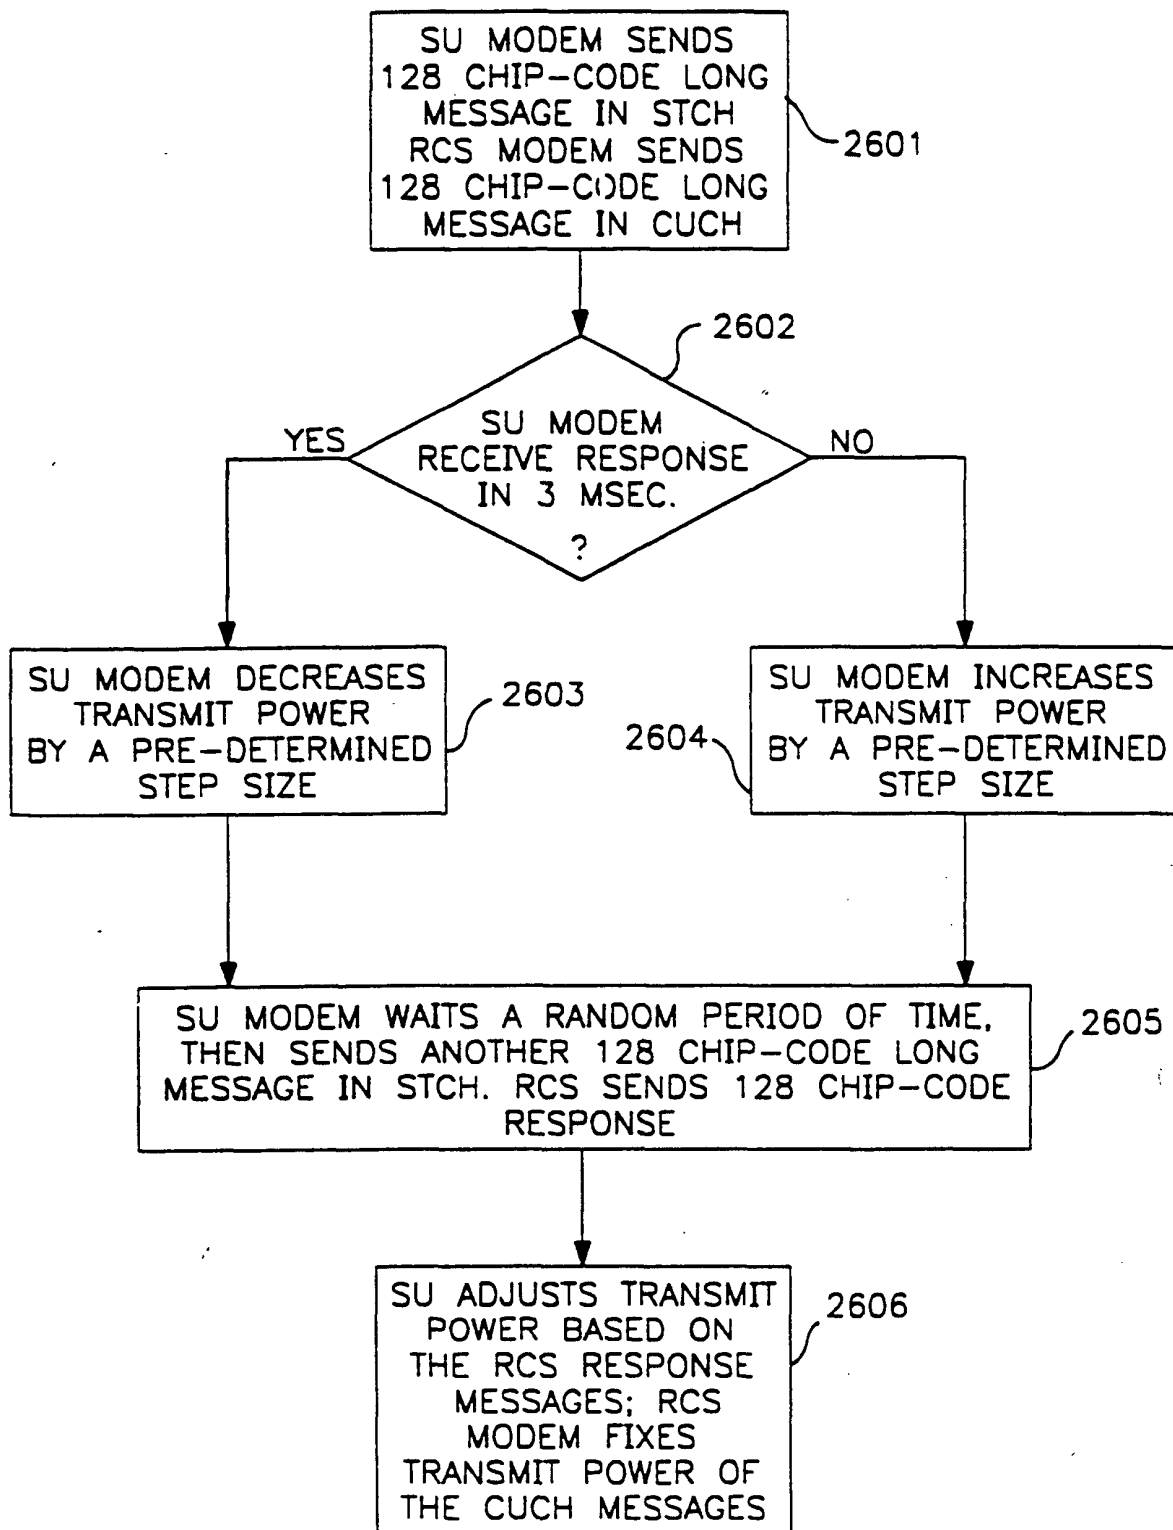 SU MODEM SENDS
128 CHIP-CODE LONG
MESSAGE IN STCH
RCS MODEM SENDS
128 CHIP-CODE LONG
MESSAGE IN CUCH
2601
2602
SU MODEM
RECEIVE RESPONSE
IN 3 MSEC.
?
YES
NO
SU MODEM DECREASES
TRANSMIT POWER
BY A PRE-DETERMINED
STEP SIZE
2603
SU MODEM INCREASES
TRANSMIT POWER
BY A PRE-DETERMINED
STEP SIZE
2604
SU MODEM WAITS A RANDOM PERIOD OF TIME,
THEN SENDS ANOTHER 128 CHIP-CODE LONG
MESSAGE IN STCH. RCS SENDS 128 CHIP-CODE
RESPONSE
2605
SU ADJUSTS TRANSMIT
POWER BASED ON
THE RCS RESPONSE
MESSAGES; RCS
MODEM FIXES
TRANSMIT POWER OF
THE CUCH MESSAGES
2606